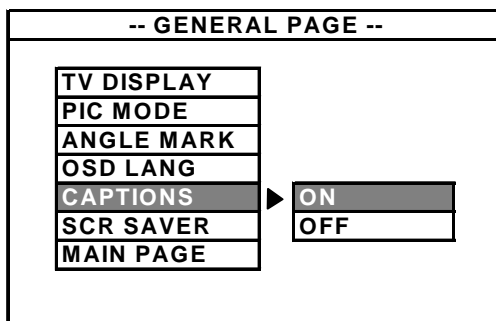 -- GENERAL PAGE --
TV DISPLAY
PIC MODE
ANGLE MARK
OSD LANG
CAPTIONS
ON
SCR SAVER
OFF
MAIN PAGE